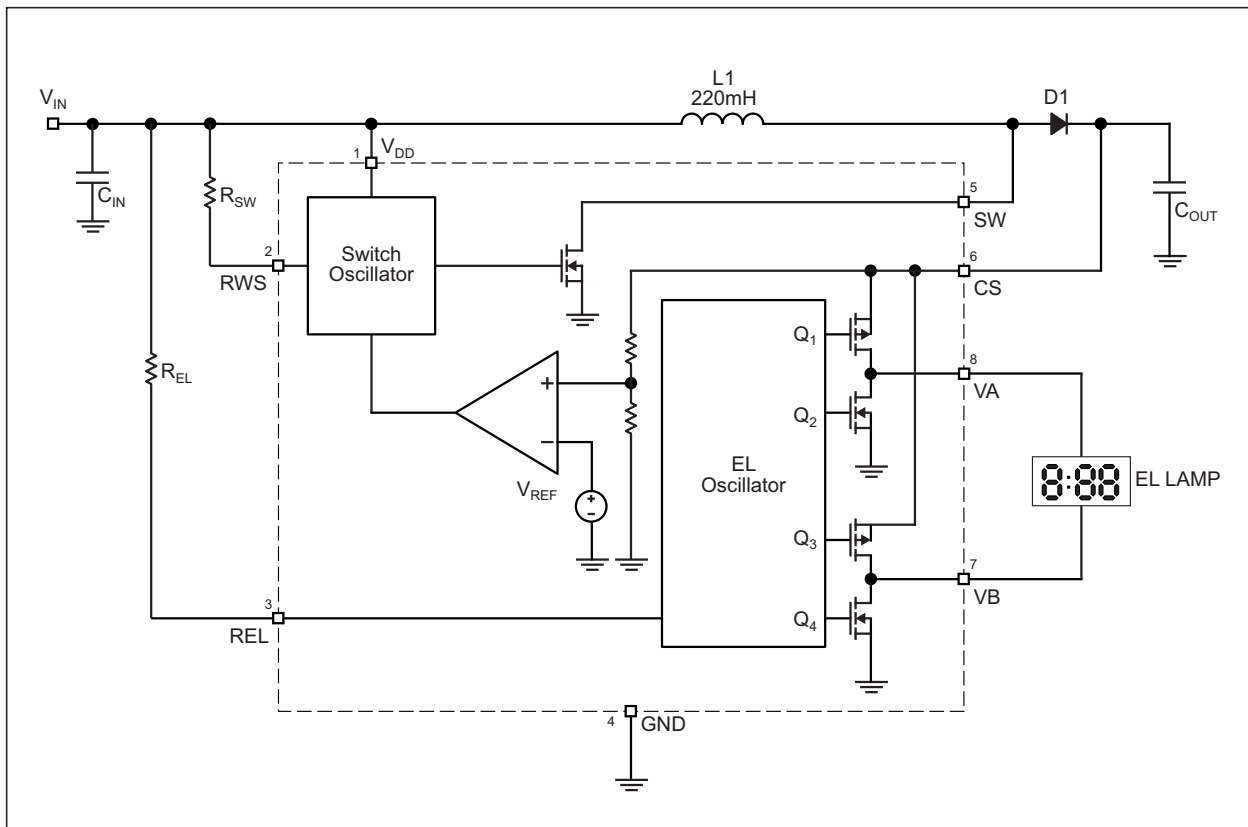 L1
220mH
D1
V_IN
1
V_DD
C_IN
R_SW
5
SW
C_OUT
2
RWS
Switch
Oscillator
6
CS
Q_1
R_EL
+
8
VA
Q_2
−
EL
Oscillator
V_REF
+
−
8:88
EL LAMP
Q_3
7
VB
3
REL
Q_4
4
GND